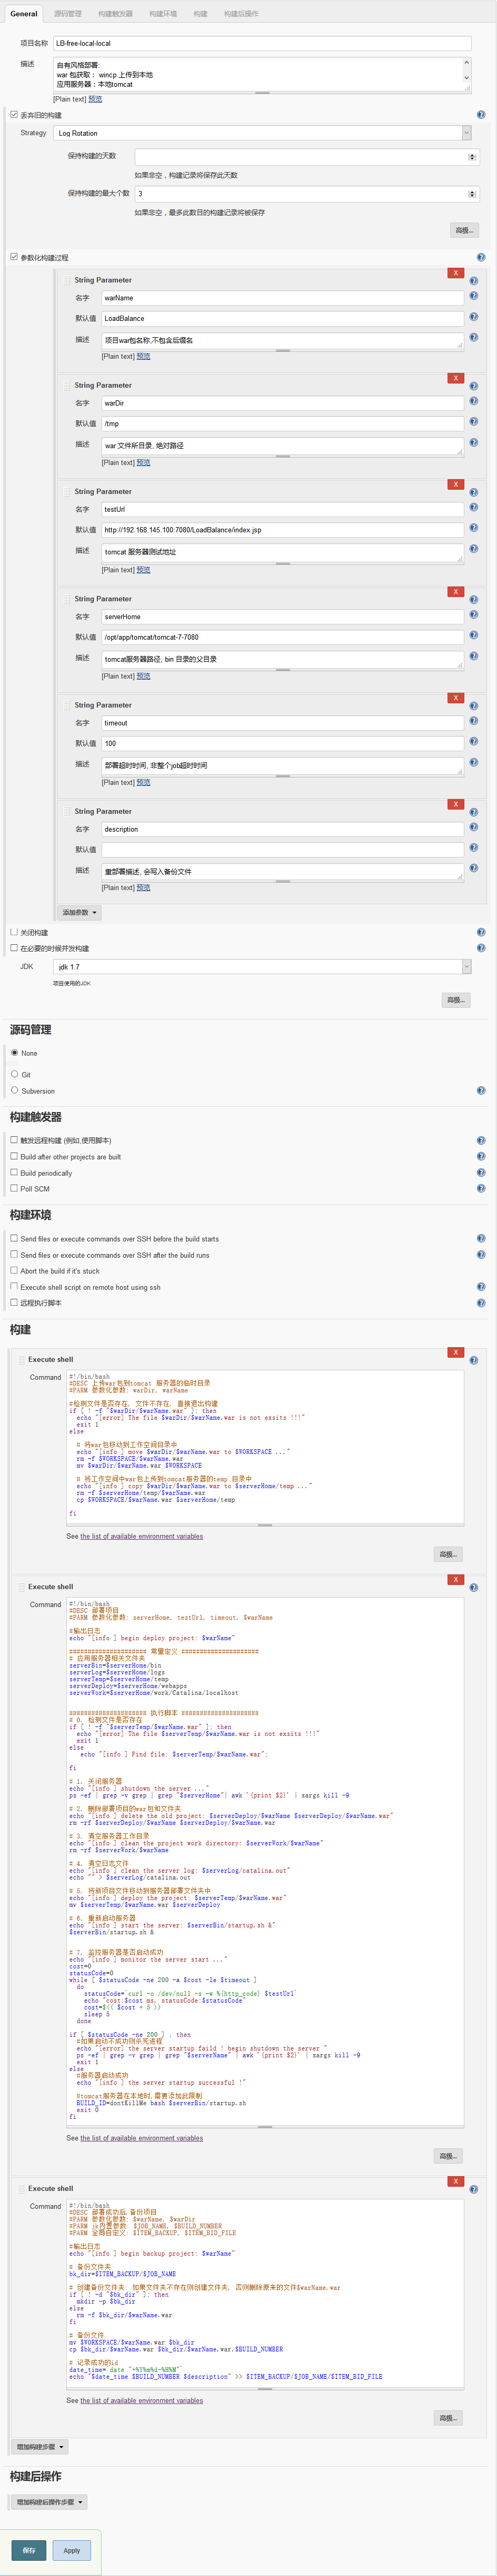 General 源码管理 构建触发器 构建环境 构建 构建后操作
项目名称 LB-free-local-local
描述 自有风格部署:
war 包获取： wincp 上传到本地
应用服务器：本地tomcat
[Plain text] 预览
丢弃旧的构建
Strategy Log Rotation
保持构建的天数
如果非空，构建记录将保存此天数
保持构建的最大个数 3
如果非空，最多此数目的构建记录将被保存
高级...
参数化构建过程
X
String Parameter
名字 warName
默认值 LoadBalance
描述 项目war包名称,不包含后缀名
[Plain text] 预览
X
String Parameter
名字 warDir
默认值 /tmp
描述 war 文件所目录, 绝对路径
[Plain text] 预览
X
String Parameter
名字 testUrl
默认值 http://192.168.145.100:7080/LoadBalance/index.jsp
描述 tomcat 服务器测试地址
[Plain text] 预览
X
String Parameter
名字 serverHome
默认值 /opt/app/tomcat/tomcat-7-7080
描述 tomcat服务器路径, bin 目录的父目录
[Plain text] 预览
X
String Parameter
名字 timeout
默认值 100
描述 部署超时时间, 非整个job超时时间
[Plain text] 预览
X
String Parameter
名字 description
默认值
描述 重部署描述, 会写入备份文件
[Plain text] 预览
添加参数
关闭构建
在必要的时候并发构建
JDK jdk 1.7
项目使用的JDK
高级...
源码管理
None
Git
Subversion
构建触发器
触发远程构建 (例如,使用脚本)
Build after other projects are built
Build periodically
Poll SCM
构建环境
Send files or execute commands over SSH before the build starts
Send files or execute commands over SSH after the build runs
Abort the build if it's stuck
Execute shell script on remote host using ssh
远程执行脚本
构建
X
Execute shell
Command #!/bin/bash
#DESC 上传war包到tomcat 服务器的临时目录
#PARM 参数化参数: warDir, warName
#检测文件是否存在, 文件不存在, 直接退出构建
if [ ! -f "$warDir/$warName.war" ]; then
echo "[error] The file $warDir/$warName.war is not exsits !!!"
exit 1
else
# 将war包移动到工作空间目录中
echo "[info ] move $warDir/$warName.war to $WORKSPACE ..."
rm -f $WORKSPACE/$warName.war
mv $warDir/$warName.war $WORKSPACE
# 将工作空间中war包上传到tomcat服务器的temp 目录中
echo "[info ] copy $warDir/$warName.war to $serverHome/temp ..."
rm -f $serverHome/temp/$warName.war
cp $WORKSPACE/$warName.war $serverHome/temp
fi
See the list of available environment variables
高级...
X
Execute shell
Command #!/bin/bash
#DESC 部署项目
#PARM 参数化参数: serverHome, testUrl, timeout, $warName
#输出日志
echo "[info ] begin deploy project: $warName"
##################### 常量定义 #####################
# 应用服务器相关文件夹
serverBin=$serverHome/bin
serverLog=$serverHome/logs
serverTemp=$serverHome/temp
serverDeploy=$serverHome/webapps
serverWork=$serverHome/work/Catalina/localhost
##################### 执行脚本 #####################
# 0. 检测文件是否存在
if [ ! -f "$serverTemp/$warName.war" ]; then
echo "[error] The file $serverTemp/$warName.war is not exsits !!!"
exit 1
else
echo "[info ] Find file: $serverTemp/$warName.war";
fi
# 1. 关闭服务器
echo "[info ] shutdown the server ..."
ps -ef | grep -v grep | grep "$serverHome"| awk '{print $2}' | xargs kill -9
# 2. 删除部署项目的war包和文件夹
echo "[info ] delete the old project: $serverDeploy/$warName $serverDeploy/$warName.war"
rm -rf $serverDeploy/$warName $serverDeploy/$warName.war
# 3. 清空服务器工作目录
echo "[info ] clean the project work directory: $serverWork/$warName"
rm -rf $serverWork/$warName
# 4. 清空日志文件
echo "[info ] clean the server log: $serverLog/catalina.out"
echo "" > $serverLog/catalina.out
# 5. 将新项目文件移动到服务器部署文件夹中
echo "[info ] deploy the project: $serverTemp/$warName.war"
mv $serverTemp/$warName.war $serverDeploy
# 6. 重新启动服务器
echo "[info ] start the server: $serverBin/startup.sh &"
$serverBin/startup.sh &
# 7. 监控服务器是否启动成功
echo "[info ] monitor the server start ..."
cost=0
statusCode=0
while [ $statusCode -ne 200 -a $cost -le $timeout ]
do
statusCode=`curl -o /dev/null -s -w %{http_code} $testUrl`
echo "cost:$cost ms, statusCode:$statusCode"
cost=$(( $cost + 5 ))
sleep 5
done
if [ $statusCode -ne 200 ] ; then
#如果启动不成功则杀死进程
echo "[error] the server startup faild ! begin shutdown the server "
ps -ef | grep -v grep | grep "$serverName" | awk '{print $2}' | xargs kill -9
exit 1
else
#服务器启动成功
echo "[info ] the server startup successful !"
#tomcat服务器在本地时,需要添加此限制
BUILD_ID=dontKillMe bash $serverBin/startup.sh
exit 0
fi
See the list of available environment variables
高级...
X
Execute shell
Command #!/bin/bash
#DESC 部署成功后,备份项目
#PARM 参数化参数: $warName, $warDir
#PARM jk内置参数: $JOB_NAME, $BUILD_NUMBER
#PARM 全局自定义: $ITEM_BACKUP, $ITEM_BID_FILE
#输出日志
echo "[info ] begin backup project: $warName"
# 备份文件夹
bk_dir=$ITEM_BACKUP/$JOB_NAME
# 创建备份文件夹: 如果文件夹不存在则创建文件夹, 否则删除原来的文件$warName.war
if [ ! -d "$bk_dir" ]; then
mkdir -p $bk_dir
else
rm -f $bk_dir/$warName.war
fi
# 备份文件
mv $WORKSPACE/$warName.war $bk_dir
cp $bk_dir/$warName.war $bk_dir/$warName.war.$BUILD_NUMBER
# 记录成功的id
date_time=`date "+%Y%m%d-%H%M"`
echo "$date_time $BUILD_NUMBER $description" >> $ITEM_BACKUP/$JOB_NAME/$ITEM_BID_FILE
See the list of available environment variables
高级...
增加构建步骤
构建后操作
增加构建后操作步骤
保存 Apply